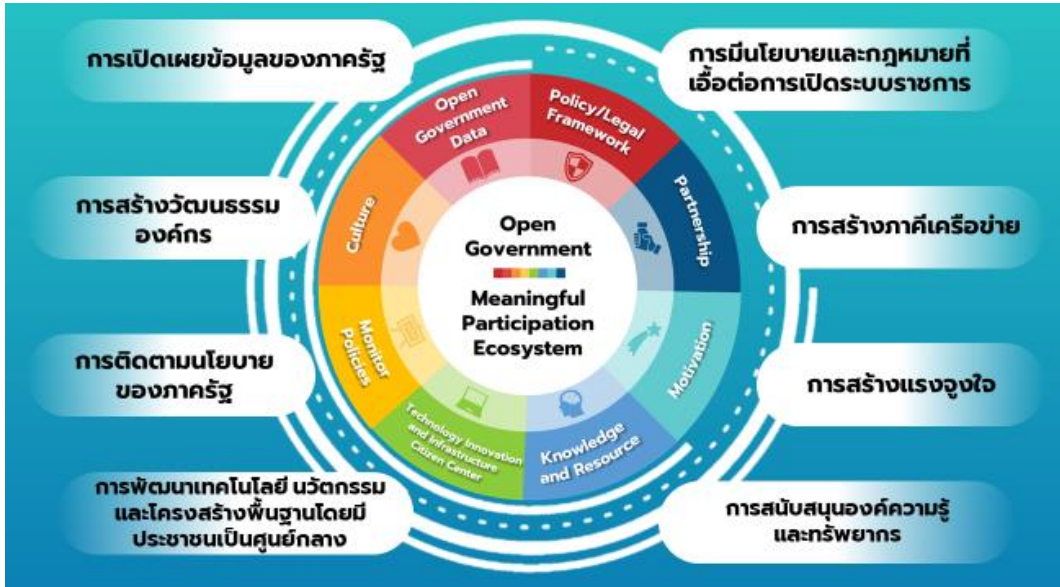 การเปิดเผยข้อมูลของภาครัฐ
การมีนโยบายและกฎหมายที่
เอื้อต่อการเปิดระบบราชการ
Open
Government
Data
Policy/Legal
Framework
การสร้างวัฒนธรรม
องค์กร
Culture
Partnership
การสร้างภาคีเครือข่าย
Open
Government
Meaningful
Participation
Ecosystem
การติดตามนโยบาย
ของภาครัฐ
Monitor
Policies
Motivation
การสร้างแรงจูงใจ
Technology Innovation
and Infrastructure
Citizen Center
Knowledge
and Resource
การพัฒนาเทคโนโลยี นวัตกรรม
และโครงสร้างพื้นฐานโดยมี
ประชาชนเป็นศูนย์กลาง
การสนับสนุนองค์ความรู้
และทรัพยากร